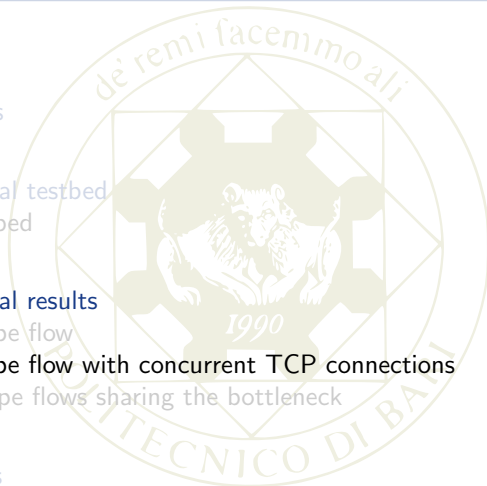 de' remi facemmo ali
s
al testbed
bed
al results
pe flow
pe flow with concurrent TCP connections
pe flows sharing the bottleneck
s
1990
POLITECNICO DI BARI